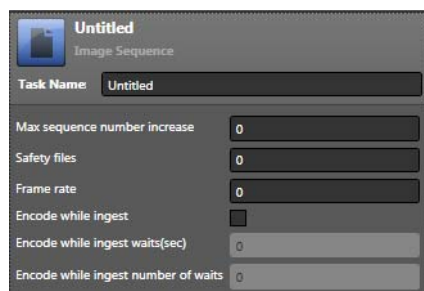 Untitled
Image Sequence
Task Name Untitled
Max sequence number increase 0
Safety files 0
Frame rate 0
Encode while ingest
Encode while ingest waits(sec) 0
Encode while ingest number of waits 0